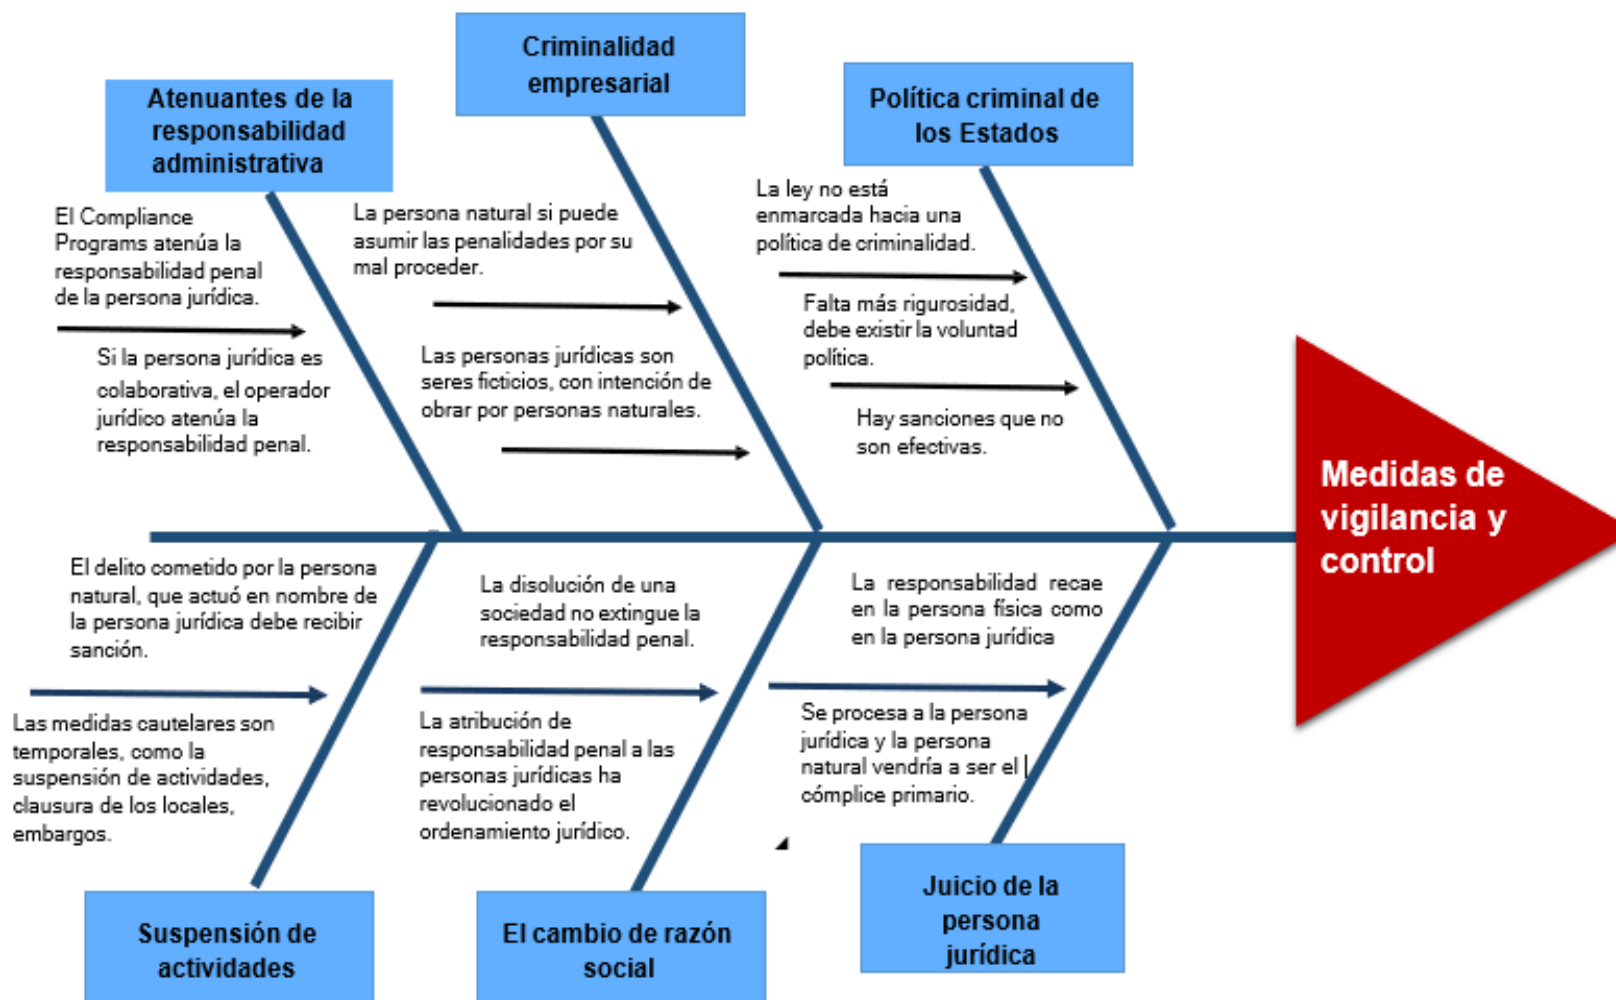 Criminalidad
empresarial
Atenuantes de la
responsabilidad
administrativa
Política criminal de
los Estados
El Compliance
Programs atenúa la
responsabilidad penal
de la persona jurídica.
Si la persona jurídica es
colaborativa, el operador
jurídico atenúa la
responsabilidad penal.
La persona natural si puede
asumir las penalidades por su
mal proceder.
Las personas jurídicas son
seres ficticios, con intención de
obrar por personas naturales.
La ley no está
enmarcada hacia una
política de criminalidad.
Falta más rigurosidad,
debe existir la voluntad
política.
Hay sanciones que no
son efectivas.
Medidas de
vigilancia y
control
El delito cometido por la persona
natural, que actuó en nombre de
la persona jurídica debe recibir
sanción.
Las medidas cautelares son
temporales, como la
suspensión de actividades,
clausura de los locales,
embargos.
La disolución de una
sociedad no extingue la
responsabilidad penal.
La atribución de
responsabilidad penal a las
personas jurídicas ha
revolucionado el
ordenamiento jurídico.
La responsabilidad recae
en la persona física como
en la persona jurídica
Se procesa a la persona
jurídica y la persona
natural vendría a ser el
cómplice primario.
Suspensión de
actividades
El cambio de razón
social
Juicio de la
persona
jurídica